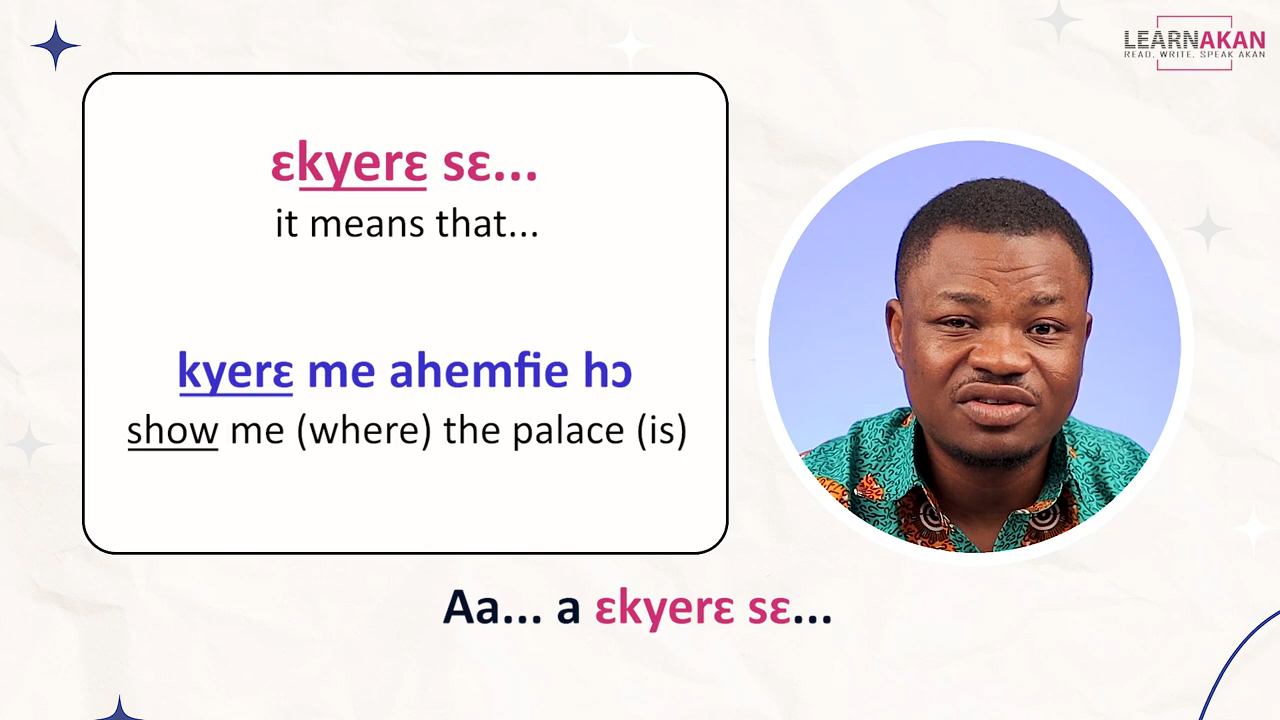 LEARNAKAN
READ. WRITE. SPEAK AKAN
ɛkyerɛ sɛ...
it means that...
kyerɛ me ahemfie hɔ
show me (where) the palace (is)
Aa... a ɛkyerɛ sɛ...